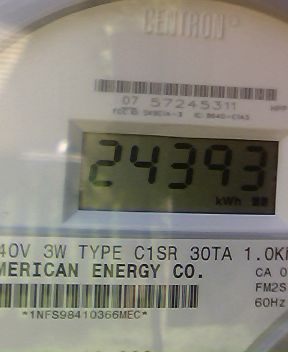 CENTRON®
07 57245311
24393
kWh
40V 3W TYPE C1SR 30TA 1.0K
MERICAN ENERGY CO.
CA 0
FM2S
60Hz
*1NFS98410366MEC*